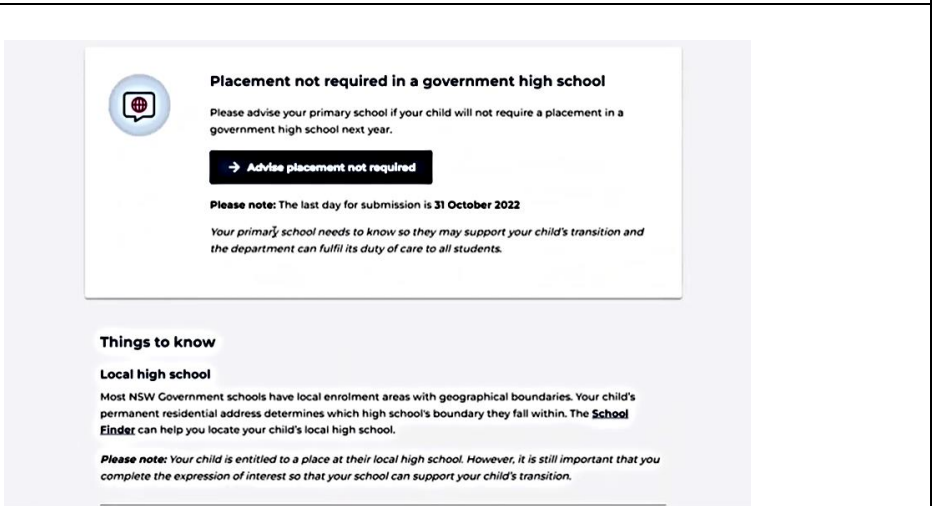 Placement not required in a government high school
Please advise your primary school if your child will not require a placement in a
government high school next year.
→ Advise placement not required
Please note: The last day for submission is 31 October 2022
Your primary school needs to know so they may support your child's transition and
the department can fulfil its duty of care to all students.
Things to know
Local high school
Most NSW Government schools have local enrolment areas with geographical boundaries. Your child's
permanent residential address determines which high school's boundary they fall within. The School
Finder can help you locate your child's local high school.
Please note: Your child is entitled to a place at their local high school. However, it is still important that you
complete the expression of interest so that your school can support your child's transition.